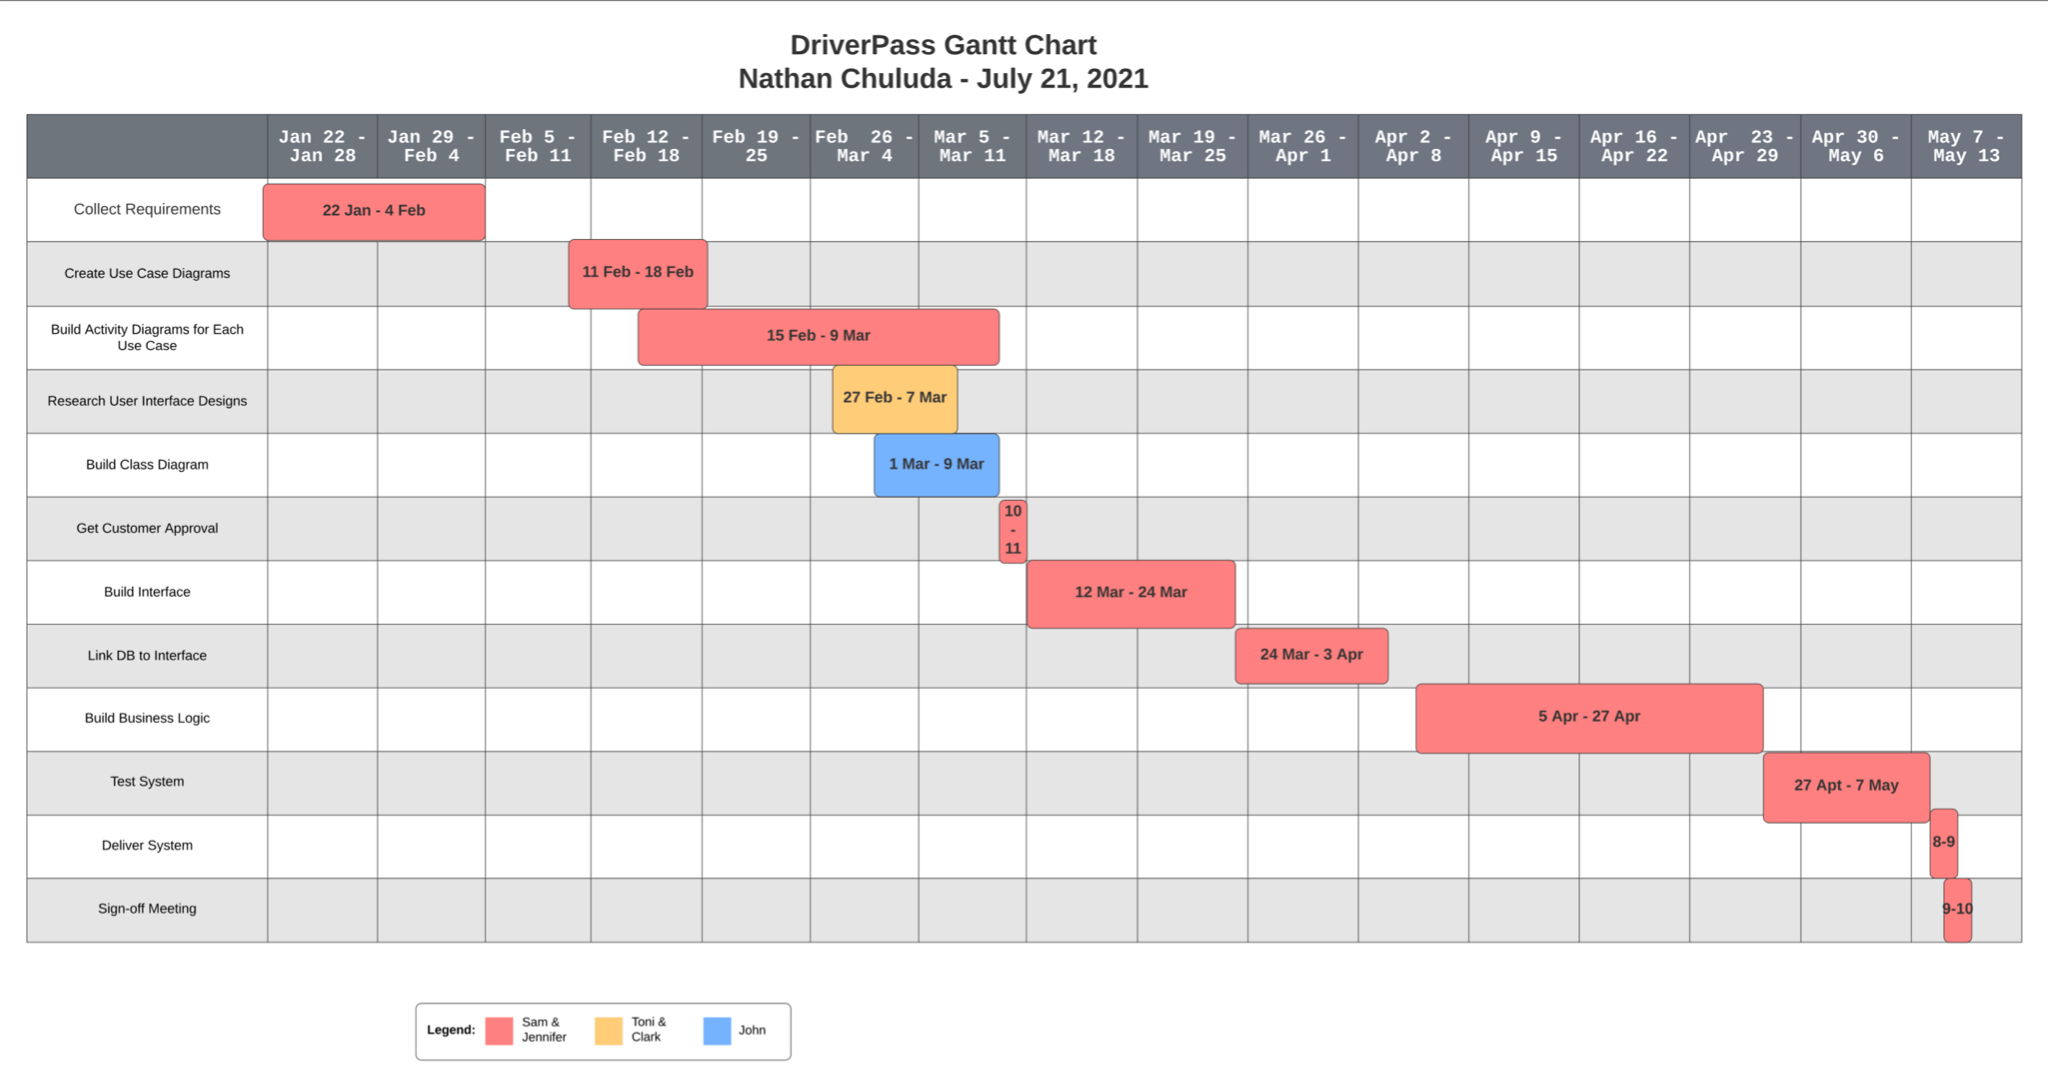 DriverPass Gantt Chart
Nathan Chuluda - July 21, 2021
Jan 22 -
Jan 28
Jan 29 -
Feb 4
Feb 5 -
Feb 11
Feb 12 -
Feb 18
Feb 19 -
25
Feb 26 -
Mar 4
Mar 5 -
Mar 11
Mar 12 -
Mar 18
Mar 19 -
Mar 25
Mar 26 -
Apr 1
Apr 2 -
Apr 8
Apr 9 -
Apr 15
Apr 16 -
Apr 22
Apr 23 -
Apr 29
Apr 30 -
May 6
May 7 -
May 13
Collect Requirements
22 Jan - 4 Feb
Create Use Case Diagrams
11 Feb - 18 Feb
Build Activity Diagrams for Each
Use Case
15 Feb - 9 Mar
Research User Interface Designs
27 Feb - 7 Mar
Build Class Diagram
1 Mar - 9 Mar
Get Customer Approval
10
-
11
Build Interface
12 Mar - 24 Mar
Link DB to Interface
24 Mar - 3 Apr
Build Business Logic
5 Apr - 27 Apr
Test System
27 Apt - 7 May
Deliver System
8-9
Sign-off Meeting
9-10
Legend:
Sam &
Jennifer
Toni &
Clark
John